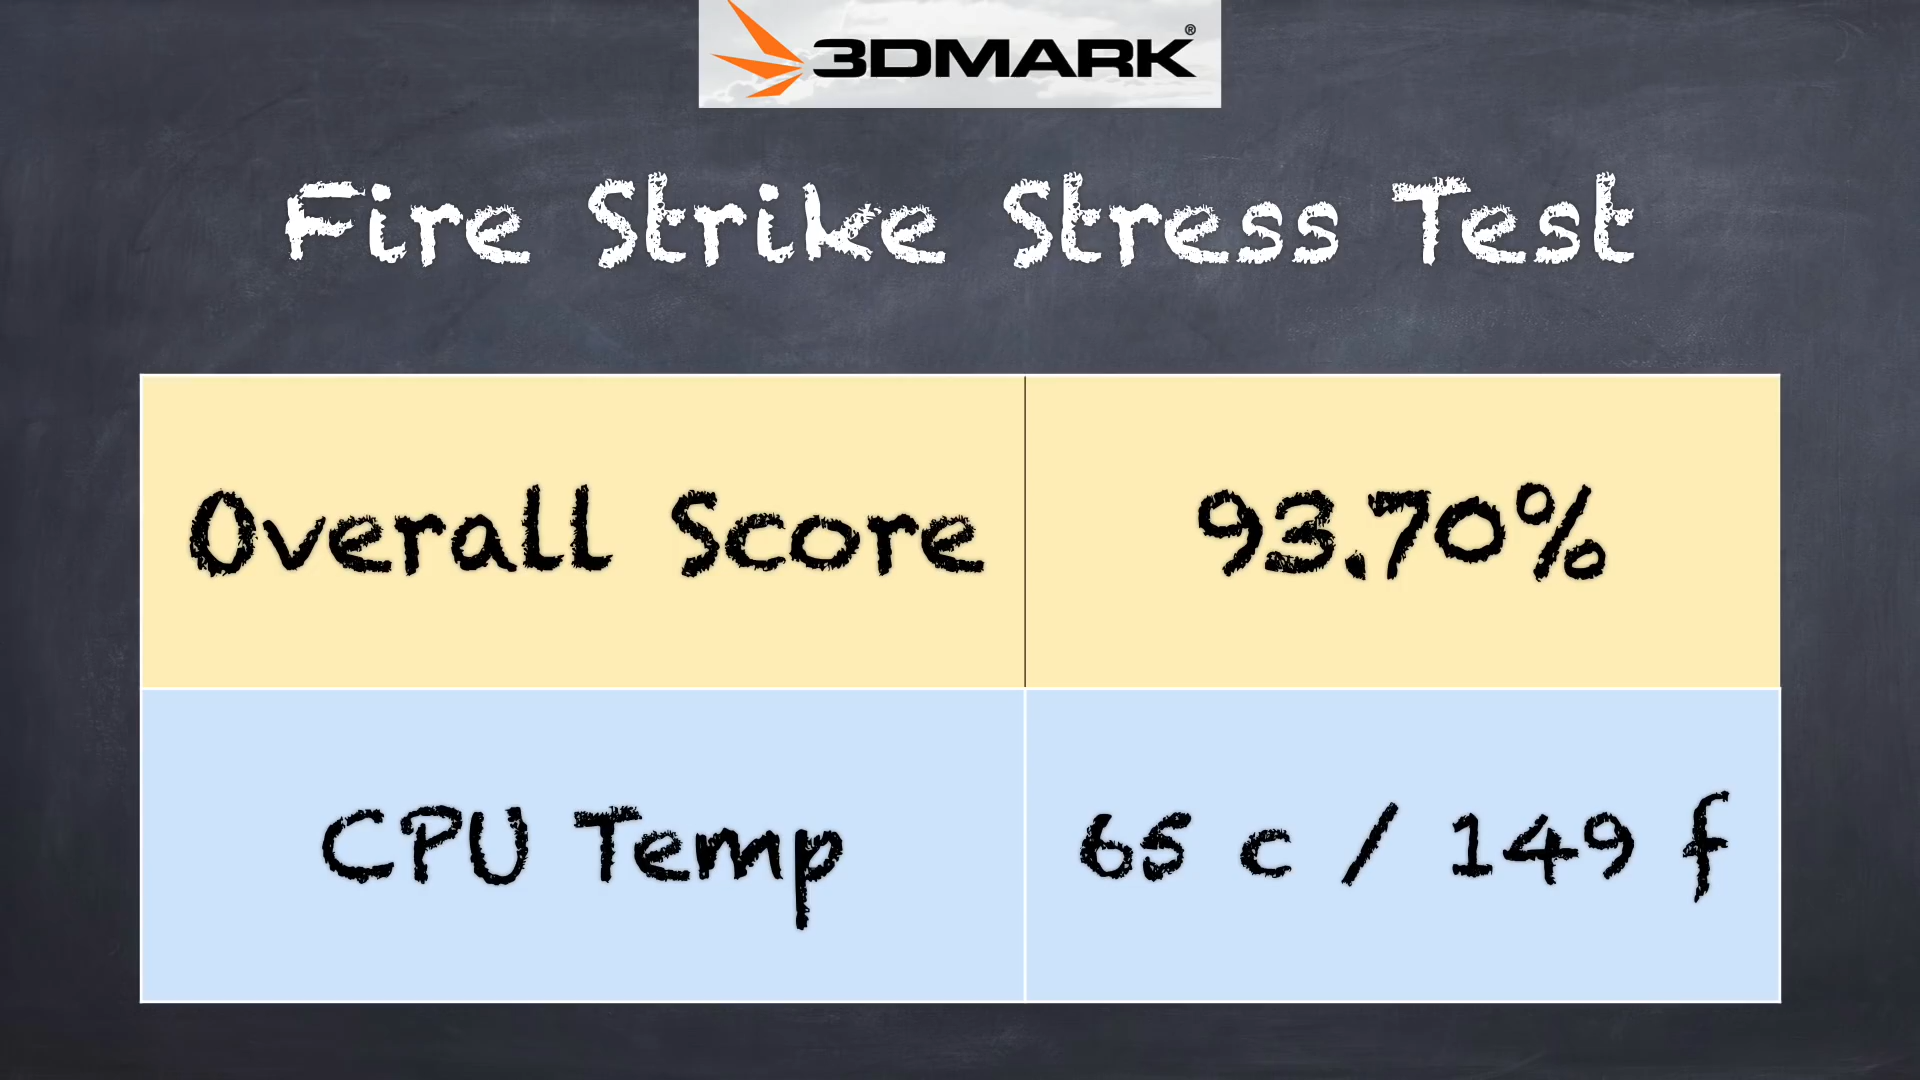 3DMARK®
Fire Strike Stress Test
Overall Score 93.70%
CPU Temp 65 c / 149 f